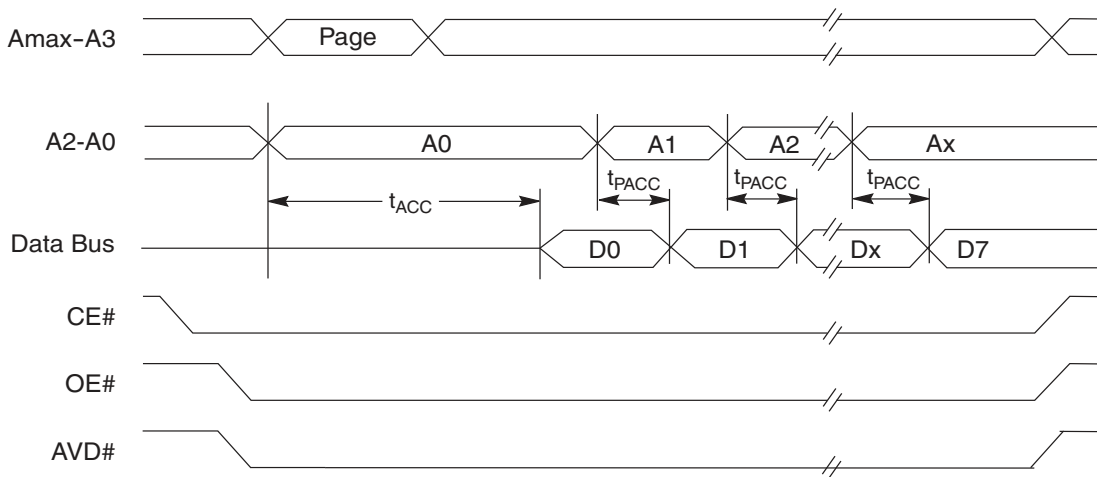 Amax-A3 Page
A2-A0 A0 A1 A2 Ax
tACC tPACC tPACC tPACC
Data Bus D0 D1 Dx D7
CE#
OE#
AVD#